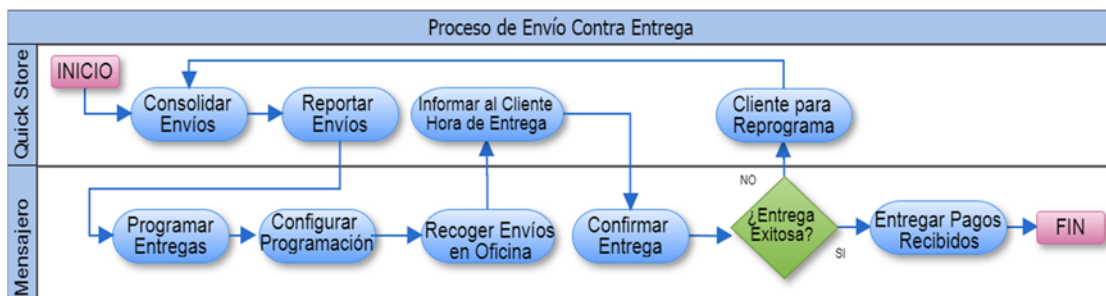 Proceso de Envío Contra Entrega
Quick Store
INICIO
Consolidar
Envíos
Reportar
Envíos
Informar al Cliente
Hora de Entrega
Cliente para
Reprograma
Mensajero
Programar
Entregas
Configurar
Programación
Recoger Envíos
en Oficina
Confirmar
Entrega
NO
¿Entrega
Exitosa?
SI
Entregar Pagos
Recibidos
FIN